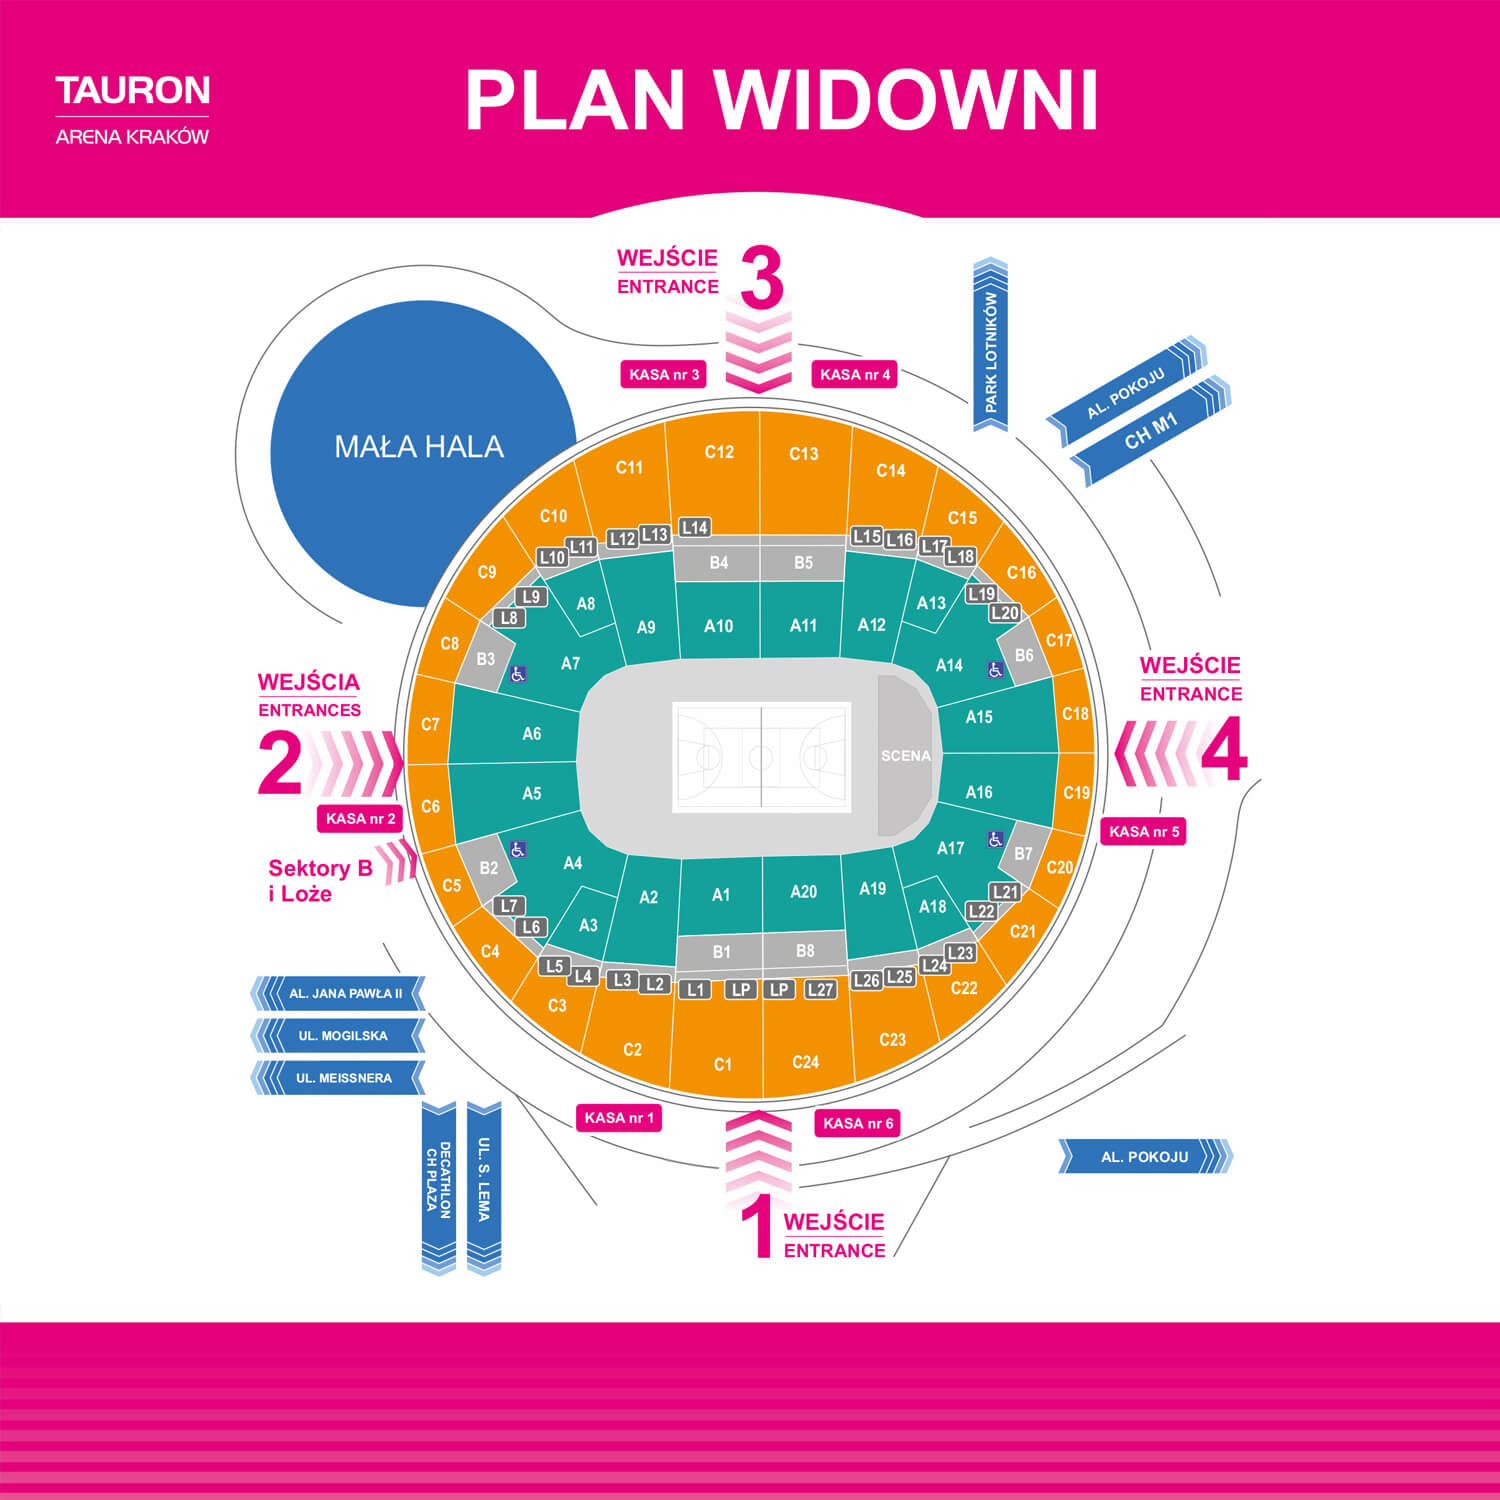 TAURON
ARENA KRAKÓW
PLAN WIDOWNI
WEJŚCIE
ENTRANCE
3
KASA nr 3
KASA nr 4
PARK LOTNIKÓW
AL. POKOJU
CH M1
MAŁA HALA
C12
C13
C11
C14
C10
C15
C9
C16
C8
C17
C7
C18
C6
C19
C5
C20
C4
C21
C3
C22
C2
C23
C1
C24
L14
L13
L12
L11
L10
L9
L8
L15
L16
L17
L18
L19
L20
B4
B5
B3
B6
A8
A9
A10
A11
A12
A13
A7
A14
A6
A15
A5
A16
SCENA
A4
A17
A3
A2
A1
A20
A19
A18
B2
B7
B1
B8
L7
L6
L5
L4
L3
L2
L1
LP
LP
L27
L26
L25
L24
L23
L22
L21
WEJŚCIA
ENTRANCES
2
KASA nr 2
Sektory B
i Loże
WEJŚCIE
ENTRANCE
4
KASA nr 5
AL. JANA PAWŁA II
UL. MOGILSKA
UL. MEISSNERA
DECATHLON
CH PLAZA
UL. S. LEMA
KASA nr 1
KASA nr 6
1
WEJŚCIE
ENTRANCE
AL. POKOJU